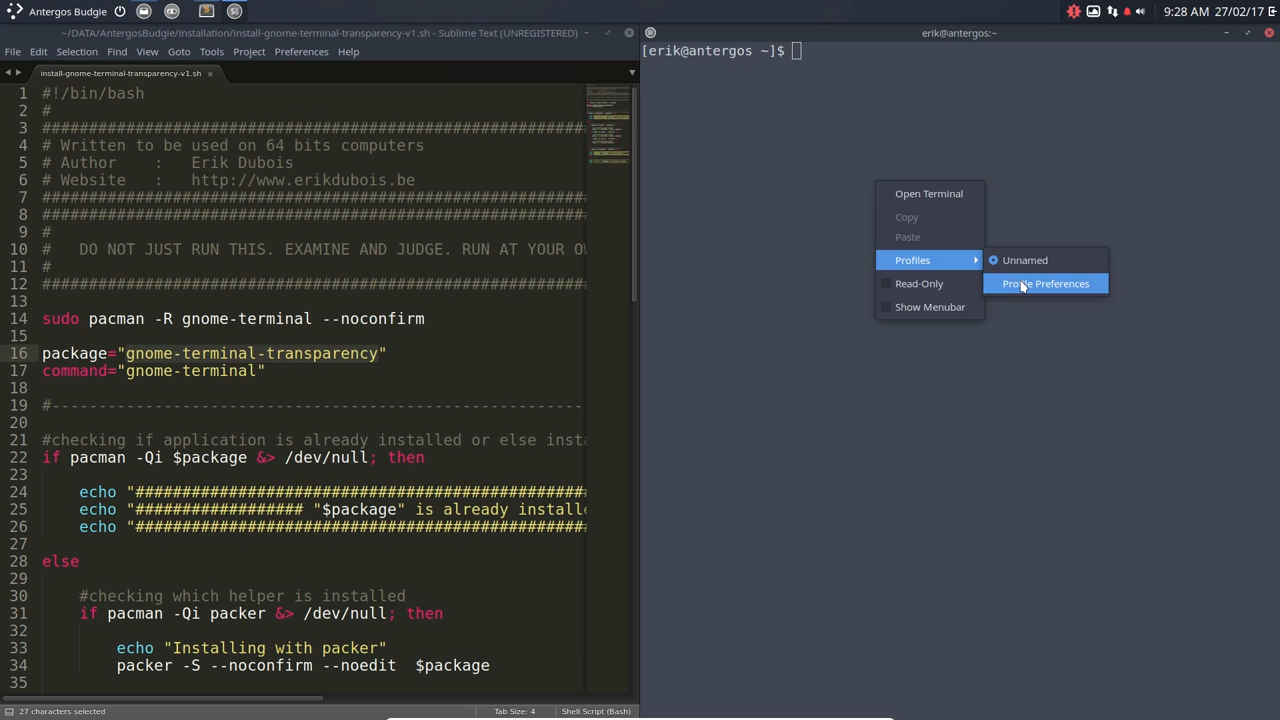 Antergos Budgie
9:28 AM 27/02/17
~/DATA/AntergosBudgie/installation/install-gnome-terminal-transparency-v1.sh - Sublime Text (UNREGISTERED)
File Edit Selection View Goto Tools Project Preferences Help
install-gnome-terminal-transparency-v1.sh ×
1 #!/bin/bash
2 #
3 ##########################################################
4 # Written to be used on 64 bits computers
5 # Author : Erik Dubois
6 # Website : http://www.erikdubois.be
7 ##########################################################
8 ##########################################################
9 #
10 # DO NOT JUST RUN THIS. EXAMINE AND JUDGE. RUN AT YOUR OW
11 #
12 ##########################################################
13
14 sudo pacman -R gnome-terminal --noconfirm
15
16 package="gnome-terminal-transparency"
17 command="gnome-terminal"
18
19 #----------------------------------------------------------
20
21 #checking if application is already installed or else inst
22 if pacman -Qi $package &> /dev/null; then
23
24 echo "################################################
25 echo "################## "$package" is already installe
26 echo "################################################
27
28 else
29
30 #checking which helper is installed
31 if pacman -Qi packer &> /dev/null; then
32
33 echo "Installing with packer"
34 packer -S --noconfirm --noedit $package
35
27 characters selected
Tab Size: 4
Shell Script (Bash)
erik@antergos:~
[erik@antergos ~]$
Open Terminal
Copy
Paste
Profiles
Read-Only
Show Menubar
Unnamed
Profile Preferences